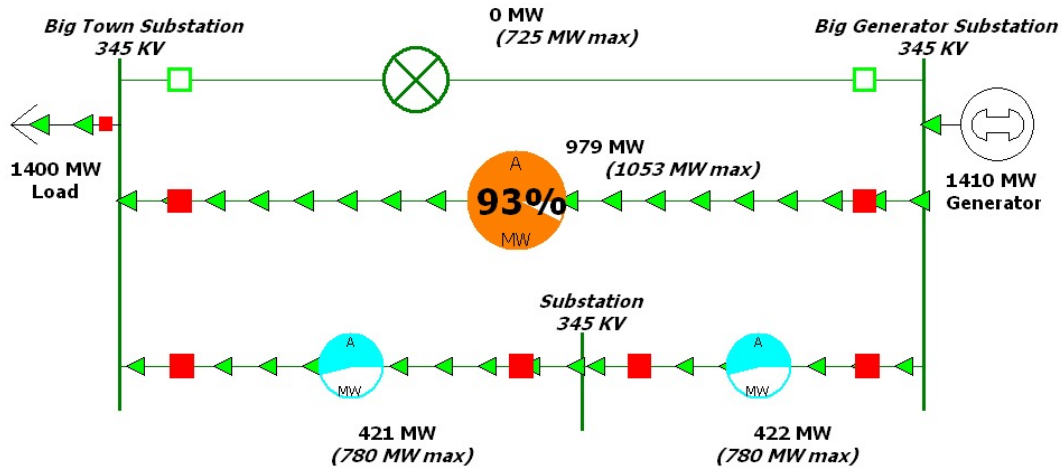 Big Town Substation
345 KV
0 MW
(725 MW max)
Big Generator Substation
345 KV
1400 MW
Load
979 MW
(1053 MW max)
A
93%
MW
1410 MW
Generator
Substation
345 KV
A
MW
A
MW
421 MW
(780 MW max)
422 MW
(780 MW max)